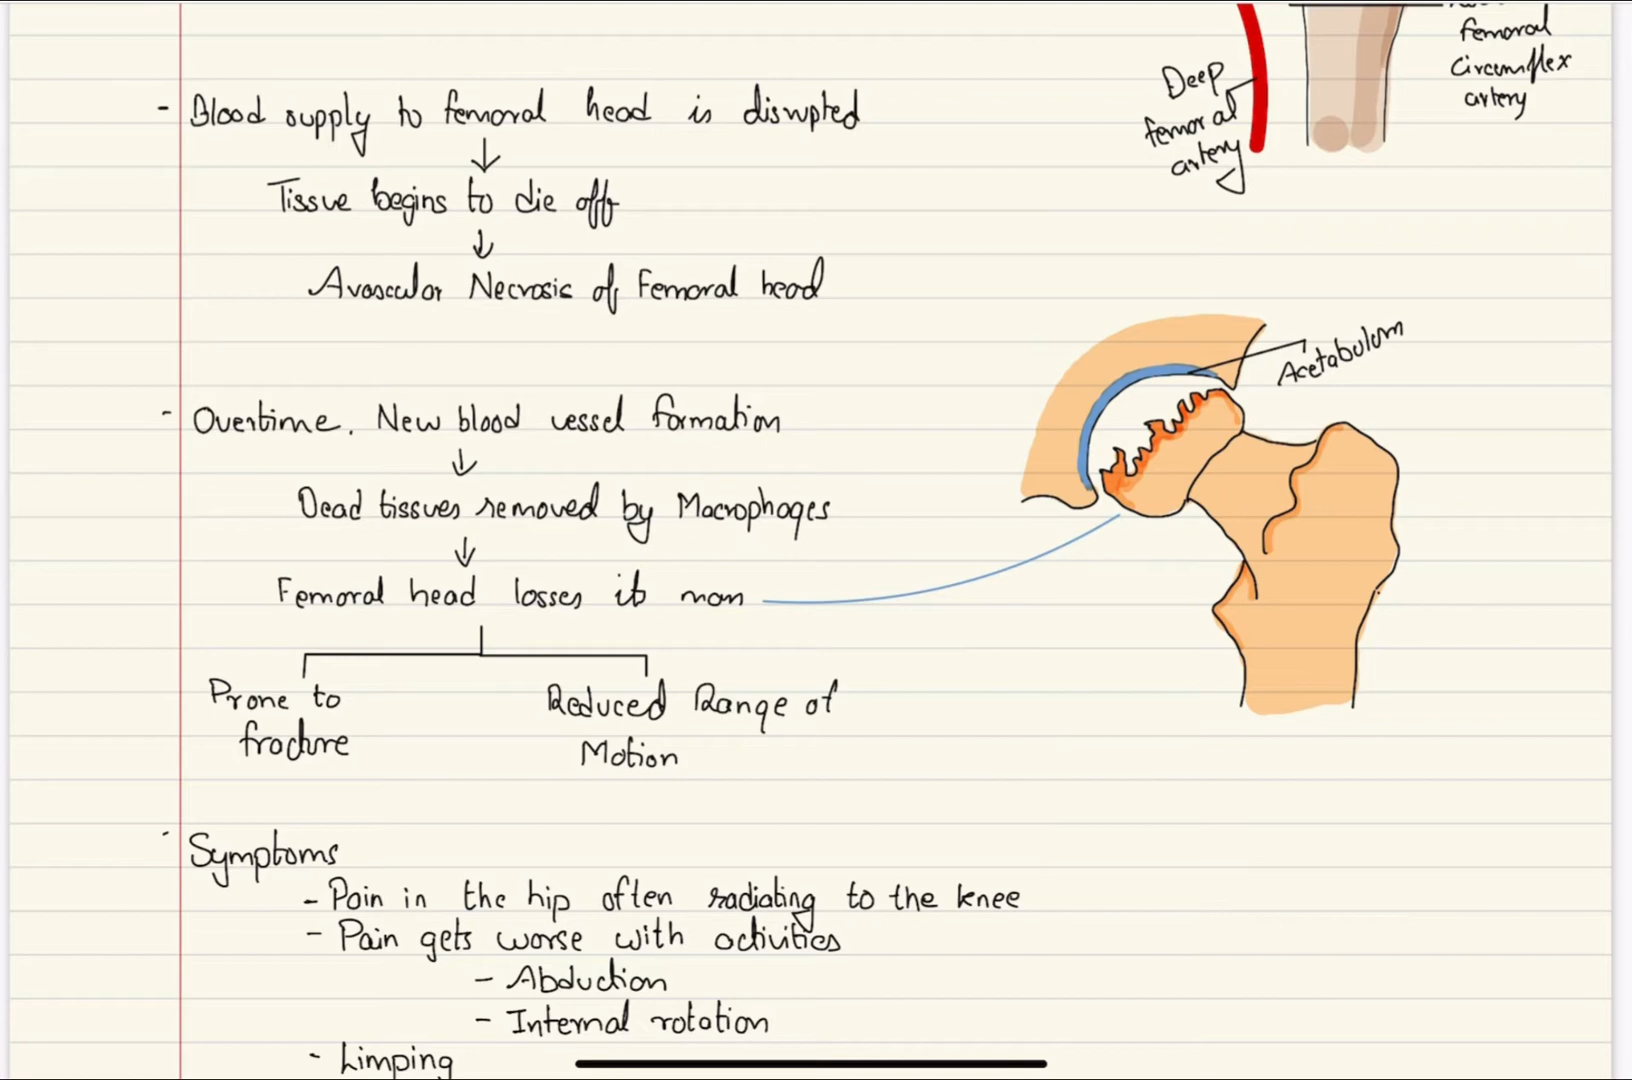 femoral
circumflex
artery
Deep
femoral
artery
- Blood supply to femoral head is disrupted
↓
Tissue begins to die off
↓
Avascular Necrosis of Femoral head
Acetabulum
- Overtime. New blood vessel formation
↓
Dead tissues removed by Macrophages
↓
Femoral head losses its
Prone to
fracture
Reduced Range of
Motion
- Symptoms
- Pain in the hip often radiating to the knee
- Pain gets worse with activities
- Abduction
- Internal rotation
- Limping